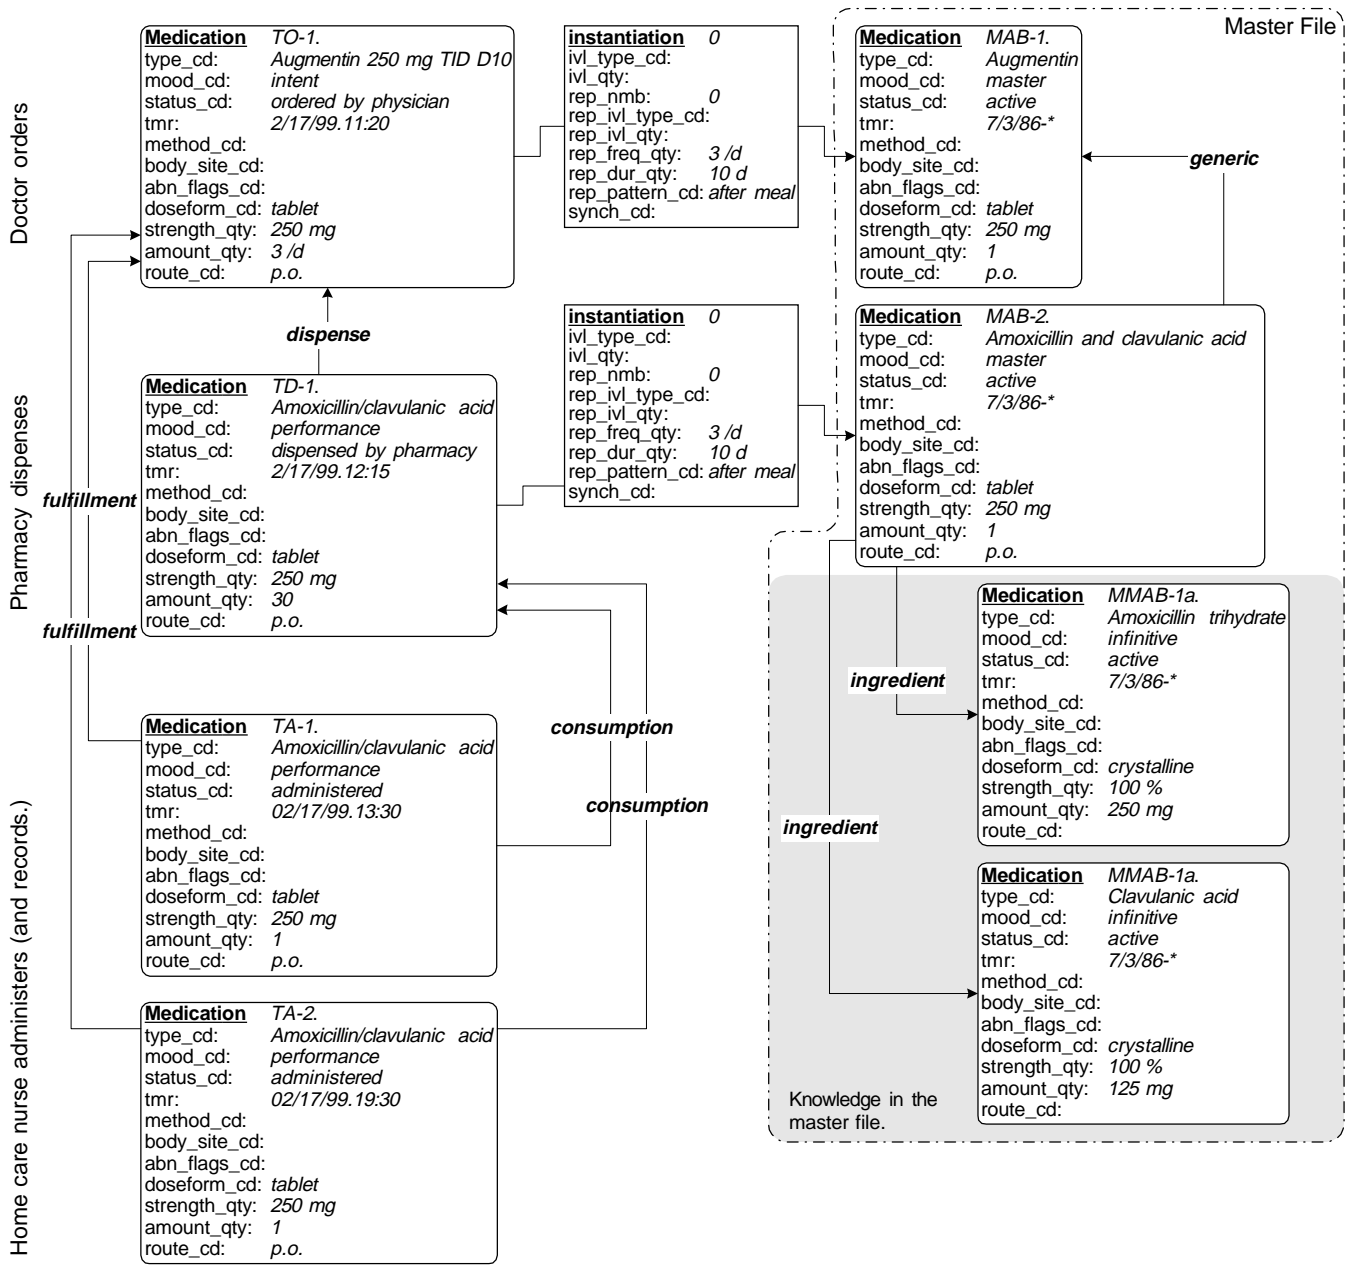 Master File
Doctor orders
Medication TO-1.
type_cd: Augmentin 250 mg TID D10
mood_cd: intent
status_cd: ordered by physician
tmr: 2/17/99.11:20
method_cd:
body_site_cd:
abn_flags_cd:
doseform_cd: tablet
strength_qty: 250 mg
amount_qty: 3 /d
route_cd: p.o.
instantiation 0
ivl_type_cd:
ivl_qty:
rep_nmb: 0
rep_ivl_type_cd:
rep_ivl_qty:
rep_freq_qty: 3 /d
rep_dur_qty: 10 d
rep_pattern_cd: after meal
synch_cd:
Medication MAB-1.
type_cd: Augmentin
mood_cd: master
status_cd: active
tmr: 7/3/86-*
method_cd:
body_site_cd:
abn_flags_cd:
doseform_cd: tablet
strength_qty: 250 mg
amount_qty: 1
route_cd: p.o.
generic
dispense
Pharmacy dispenses
Medication TD-1.
type_cd: Amoxicillin/clavulanic acid
mood_cd: performance
status_cd: dispensed by pharmacy
tmr: 2/17/99.12:15
method_cd:
body_site_cd:
abn_flags_cd:
doseform_cd: tablet
strength_qty: 250 mg
amount_qty: 30
route_cd: p.o.
instantiation 0
ivl_type_cd:
ivl_qty:
rep_nmb: 0
rep_ivl_type_cd:
rep_ivl_qty:
rep_freq_qty: 3 /d
rep_dur_qty: 10 d
rep_pattern_cd: after meal
synch_cd:
Medication MAB-2.
type_cd: Amoxicillin and clavulanic acid
mood_cd: master
status_cd: active
tmr: 7/3/86-*
method_cd:
body_site_cd:
abn_flags_cd:
doseform_cd: tablet
strength_qty: 250 mg
amount_qty: 1
route_cd: p.o.
fulfillment
fulfillment
consumption
consumption
ingredient
ingredient
Medication MMAB-1a.
type_cd: Amoxicillin trihydrate
mood_cd: infinitive
status_cd: active
tmr: 7/3/86-*
method_cd:
body_site_cd:
abn_flags_cd:
doseform_cd: crystalline
strength_qty: 100 %
amount_qty: 250 mg
route_cd:
Home care nurse administers (and records.)
Medication TA-1.
type_cd: Amoxicillin/clavulanic acid
mood_cd: performance
status_cd: administered
tmr: 02/17/99.13:30
method_cd:
body_site_cd:
abn_flags_cd:
doseform_cd: tablet
strength_qty: 250 mg
amount_qty: 1
route_cd: p.o.
Medication MMAB-1a.
type_cd: Clavulanic acid
mood_cd: infinitive
status_cd: active
tmr: 7/3/86-*
method_cd:
body_site_cd:
abn_flags_cd:
doseform_cd: crystalline
strength_qty: 100 %
amount_qty: 125 mg
route_cd:
Knowledge in the
master file.
Medication TA-2.
type_cd: Amoxicillin/clavulanic acid
mood_cd: performance
status_cd: administered
tmr: 02/17/99.19:30
method_cd:
body_site_cd:
abn_flags_cd:
doseform_cd: tablet
strength_qty: 250 mg
amount_qty: 1
route_cd: p.o.